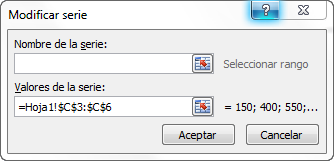 Modificar serie
Nombre de la serie:
Seleccionar rango
Valores de la serie:
=Hoja1!$C$3:$C$6 = 150; 400; 550;...
Aceptar Cancelar